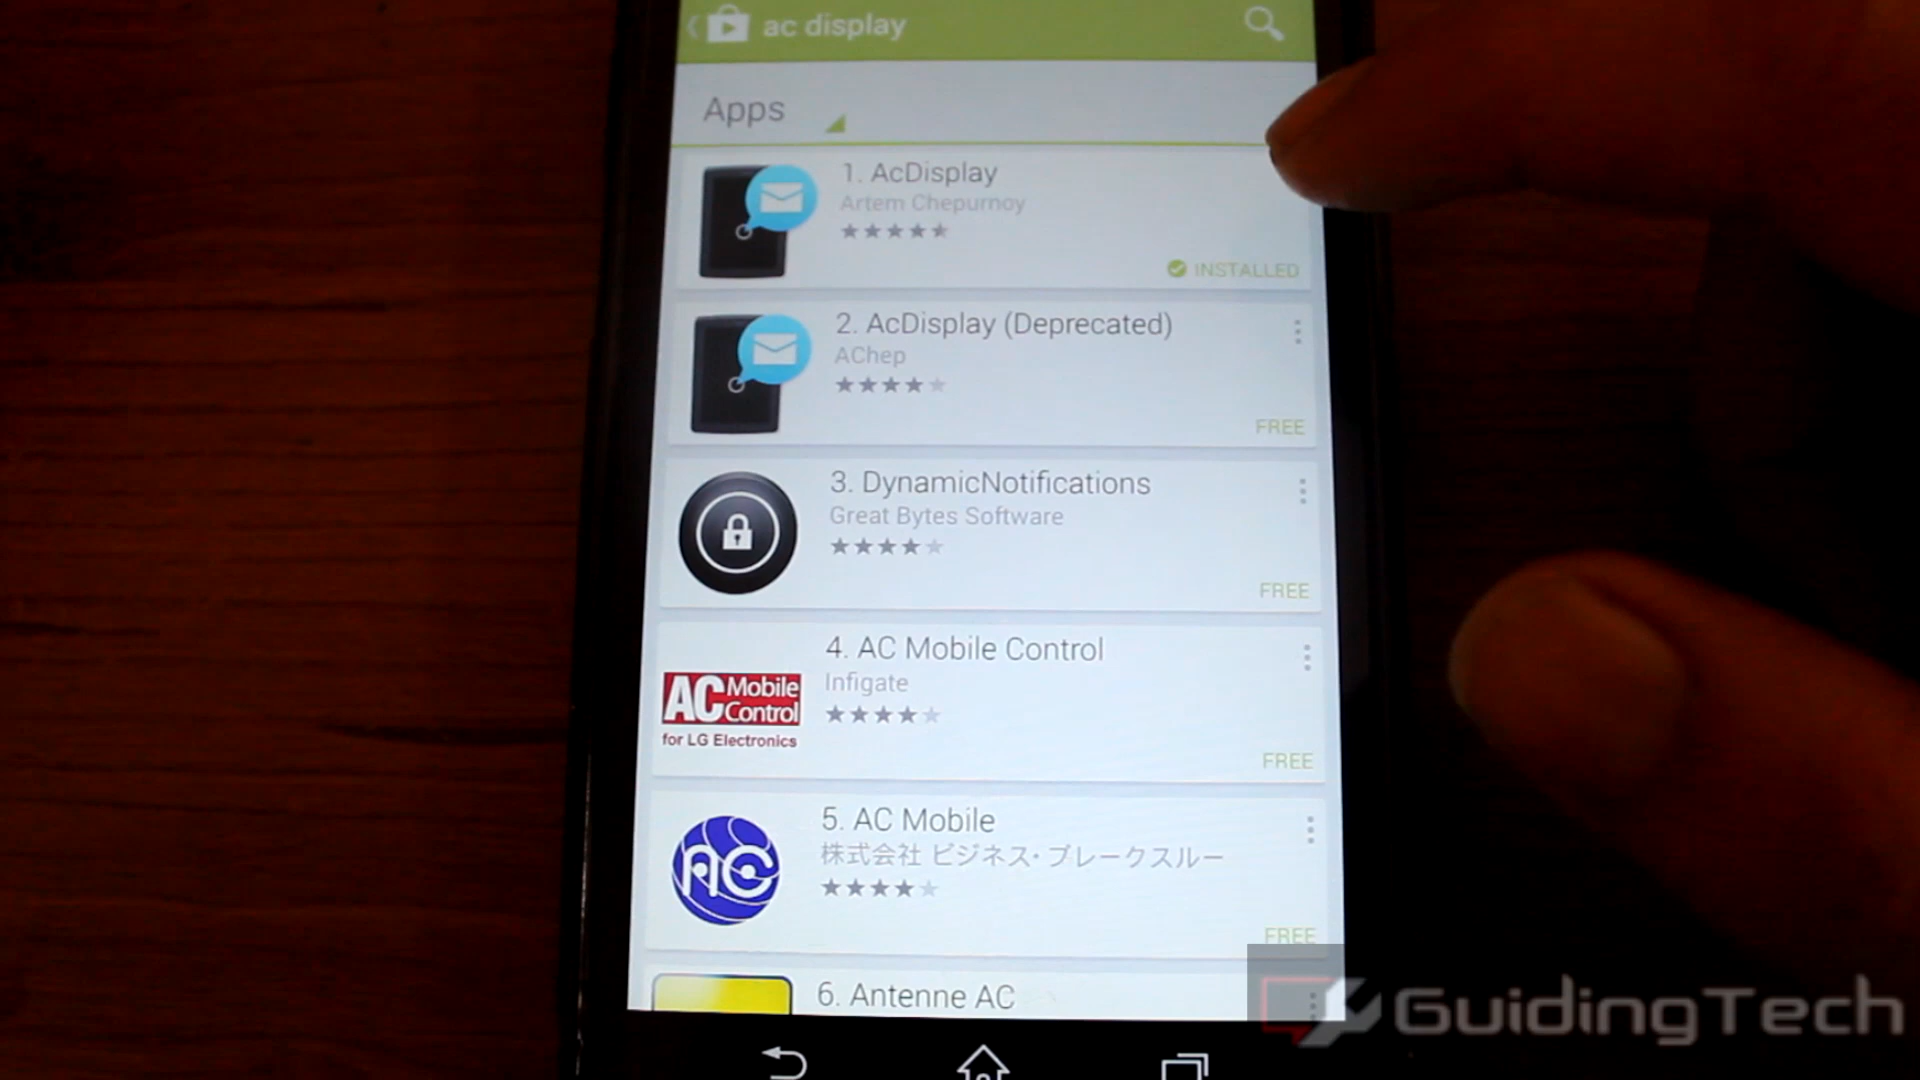 ac display
Apps
1. AcDisplay
Artem Chepurnoy
INSTALLED
2. AcDisplay (Deprecated)
AChep
FREE
3. DynamicNotifications
Great Bytes Software
FREE
4. AC Mobile Control
Infigate
AC Mobile
Control
for LG Electronics
FREE
5. AC Mobile
株式会社 ビジネス・ブレークスルー
AC
FREE
6. Antenne AC
GuidingTech